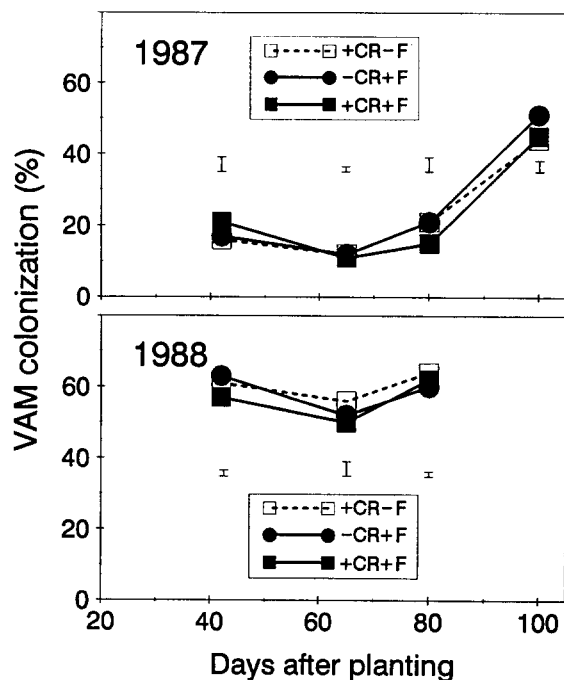 1987
+CR−F
−CR+F
+CR+F
60
40
20
0
VAM colonization (%)
1988
60
40
20
0
+CR−F
−CR+F
+CR+F
20 40 60 80 100
Days after planting